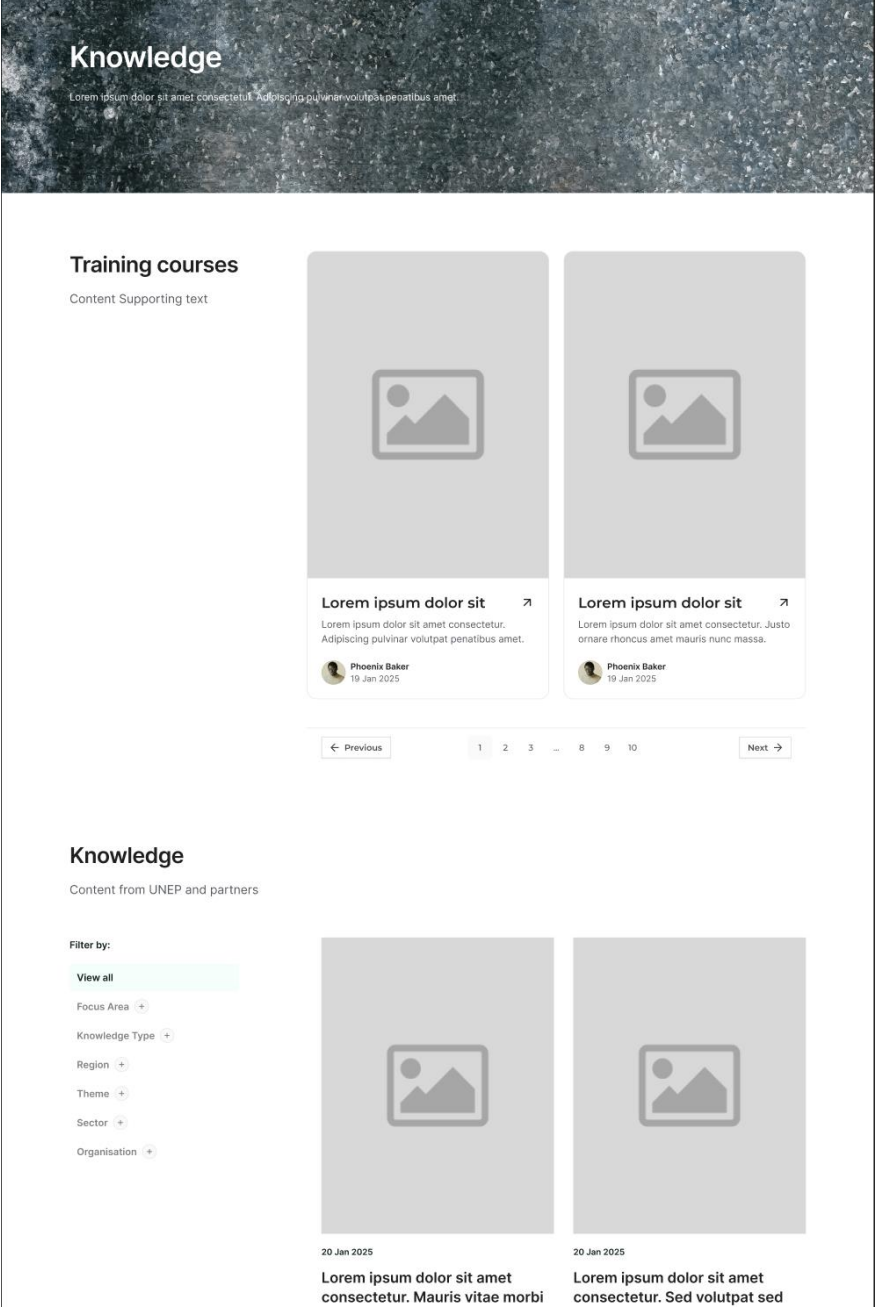 Knowledge
Lorem ipsum dolor sit amet consectetur. Adipiscing pulvinar volutpat penatibus amet.
Training courses
Content Supporting text
Lorem ipsum dolor sit
Lorem ipsum dolor sit amet consectetur.
Adipiscing pulvinar volutpat penatibus amet.
Phoenix Baker
19 Jan 2025
Lorem ipsum dolor sit
Lorem ipsum dolor sit amet consectetur. Justo
ornare rhoncus amet mauris nunc massa.
Phoenix Baker
19 Jan 2025
← Previous 1 2 3 ... 8 9 10 Next →
Knowledge
Content from UNEP and partners
Filter by:
View all
Focus Area +
Knowledge Type +
Region +
Theme +
Sector +
Organisation +
20 Jan 2025
Lorem ipsum dolor sit amet
consectetur. Mauris vitae morbi
20 Jan 2025
Lorem ipsum dolor sit amet
consectetur. Sed volutpat sed